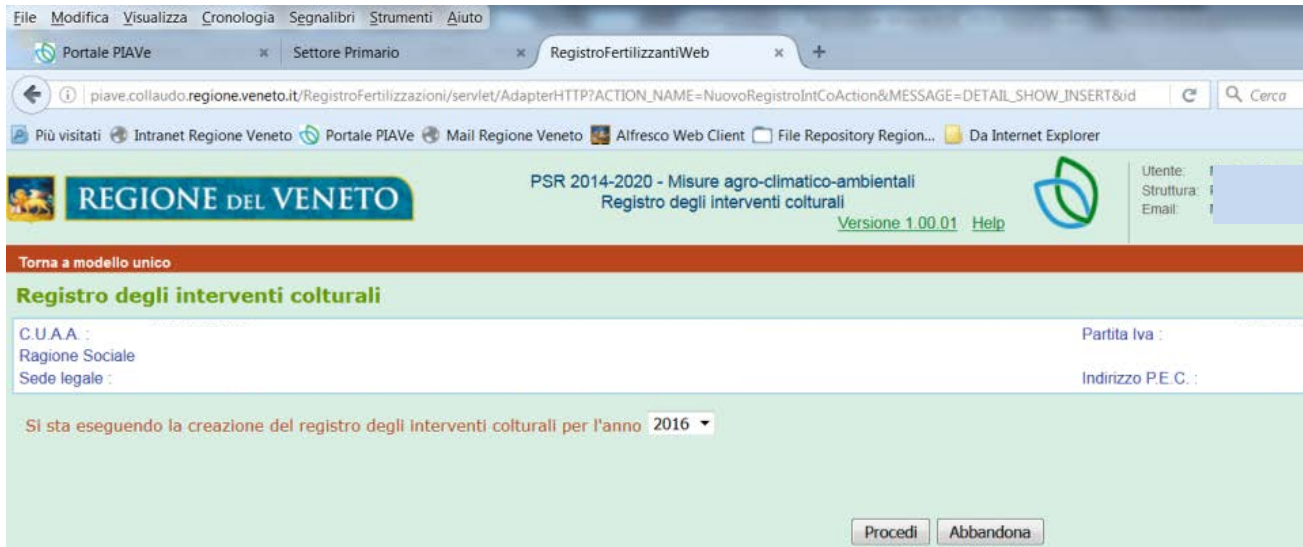 File Modifica Visualizza Cronologia Segnalibri Strumenti Aiuto
Portale PIAVe × Settore Primario × RegistroFertilizzantiWeb × +
piave.collaudo.regione.veneto.it/RegistroFertilizzazioni/servlet/AdapterHTTP?ACTION_NAME=NuovoRegistroIntCoAction&MESSAGE=DETAIL_SHOW_INSERT&id
Cerca
Più visitati Intranet Regione Veneto Portale PIAVe Mail Regione Veneto Alfresco Web Client File Repository Region... Da Internet Explorer
REGIONE DEL VENETO
PSR 2014-2020 - Misure agro-climatico-ambientali
Registro degli interventi colturali
Versione 1.00.01 Help
Utente:
Struttura:
Email:
Torna a modello unico
Registro degli interventi colturali
C.U.A.A. :
Partita Iva :
Ragione Sociale
Sede legale :
Indirizzo P.E.C. :
Si sta eseguendo la creazione del registro degli interventi colturali per l'anno 2016
Procedi Abbandona